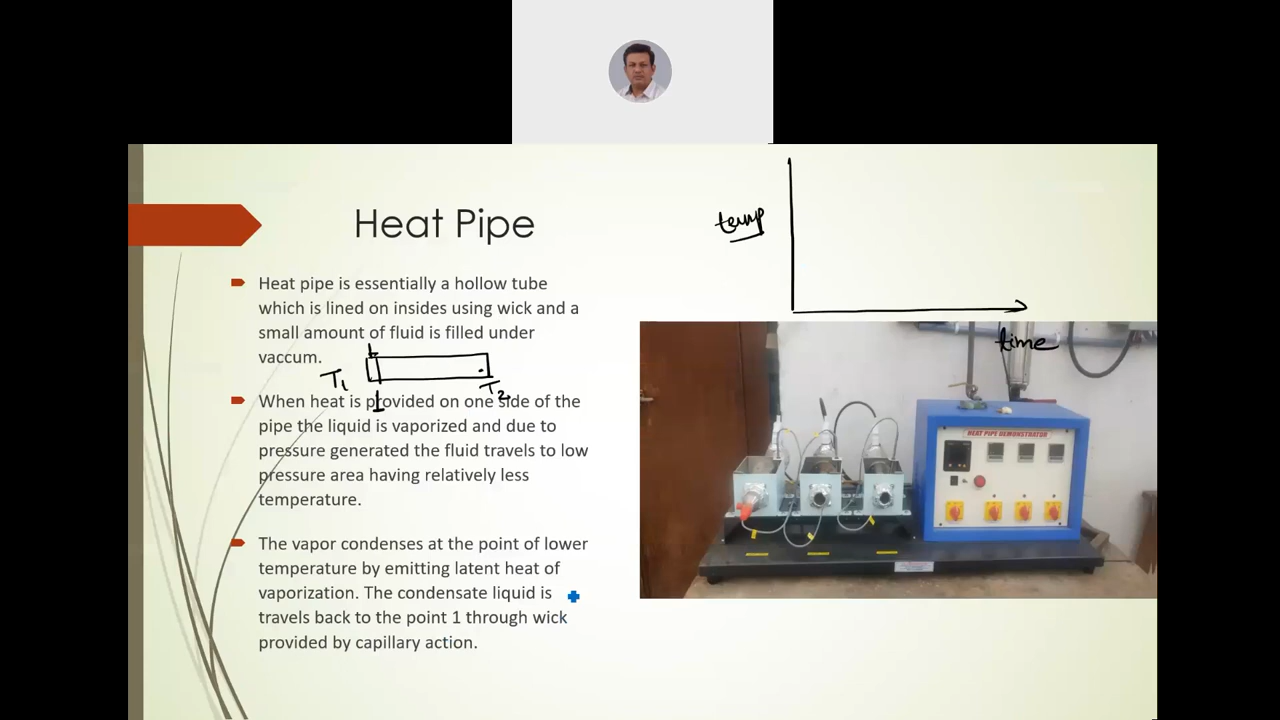 Heat Pipe
Heat pipe is essentially a hollow tube
which is lined on insides using wick and a
small amount of fluid is filled under
vaccum.
T1
T2
When heat is provided on one side of the
pipe the liquid is vaporized and due to
pressure generated the fluid travels to low
pressure area having relatively less
temperature.
The vapor condenses at the point of lower
temperature by emitting latent heat of
vaporization. The condensate liquid is
travels back to the point 1 through wick
provided by capillary action.
temp
time
HEAT PIPE DEMONSTRATOR